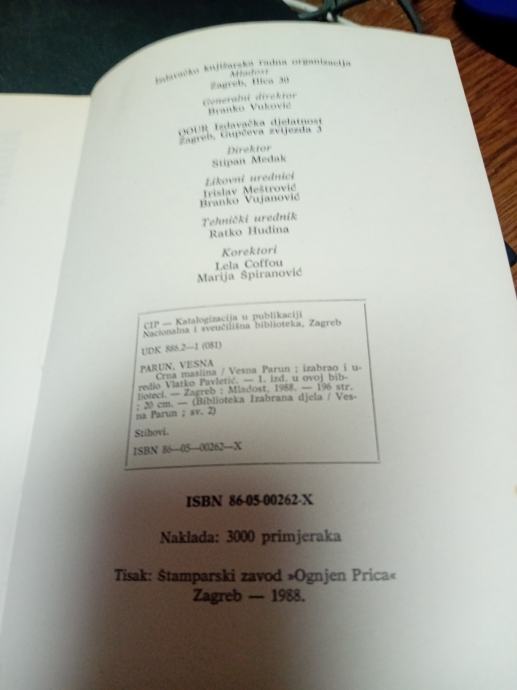 Izdavačko knjižarska radna organizacija
Mladost
Zagreb, Ilica 30
Generalni direktor
Branko Vuković
OOUR Izdavačka djelatnost
Zagreb, Gupčeva zvijezda 3
Direktor
Stipan Medak
Likovni urednici
Irislav Meštrović
Branko Vujanović
Tehnički urednik
Ratko Hudina
Korektori
Lela Coffou
Marija Špiranović
CIP — Katalogizacija u publikaciji
Nacionalna i sveučilišna biblioteka, Zagreb
UDK 886.2—1 (081)
PARUN, VESNA
Crna maslina / Vesna Parun ; izabrao i u-
redio Vlatko Pavletić. — 1. izd. u ovoj bib-
lioteci. — Zagreb : Mladost, 1988. — 196 str.
; 20 cm. — (Biblioteka Izabrana djela / Ves-
na Parun ; sv. 2)
Stihovi.
ISBN 86—05—00262—X
ISBN 86-05-00262-X
Naklada: 3000 primjeraka
Tisak: Štamparski zavod »Ognjen Prica«
Zagreb — 1988.